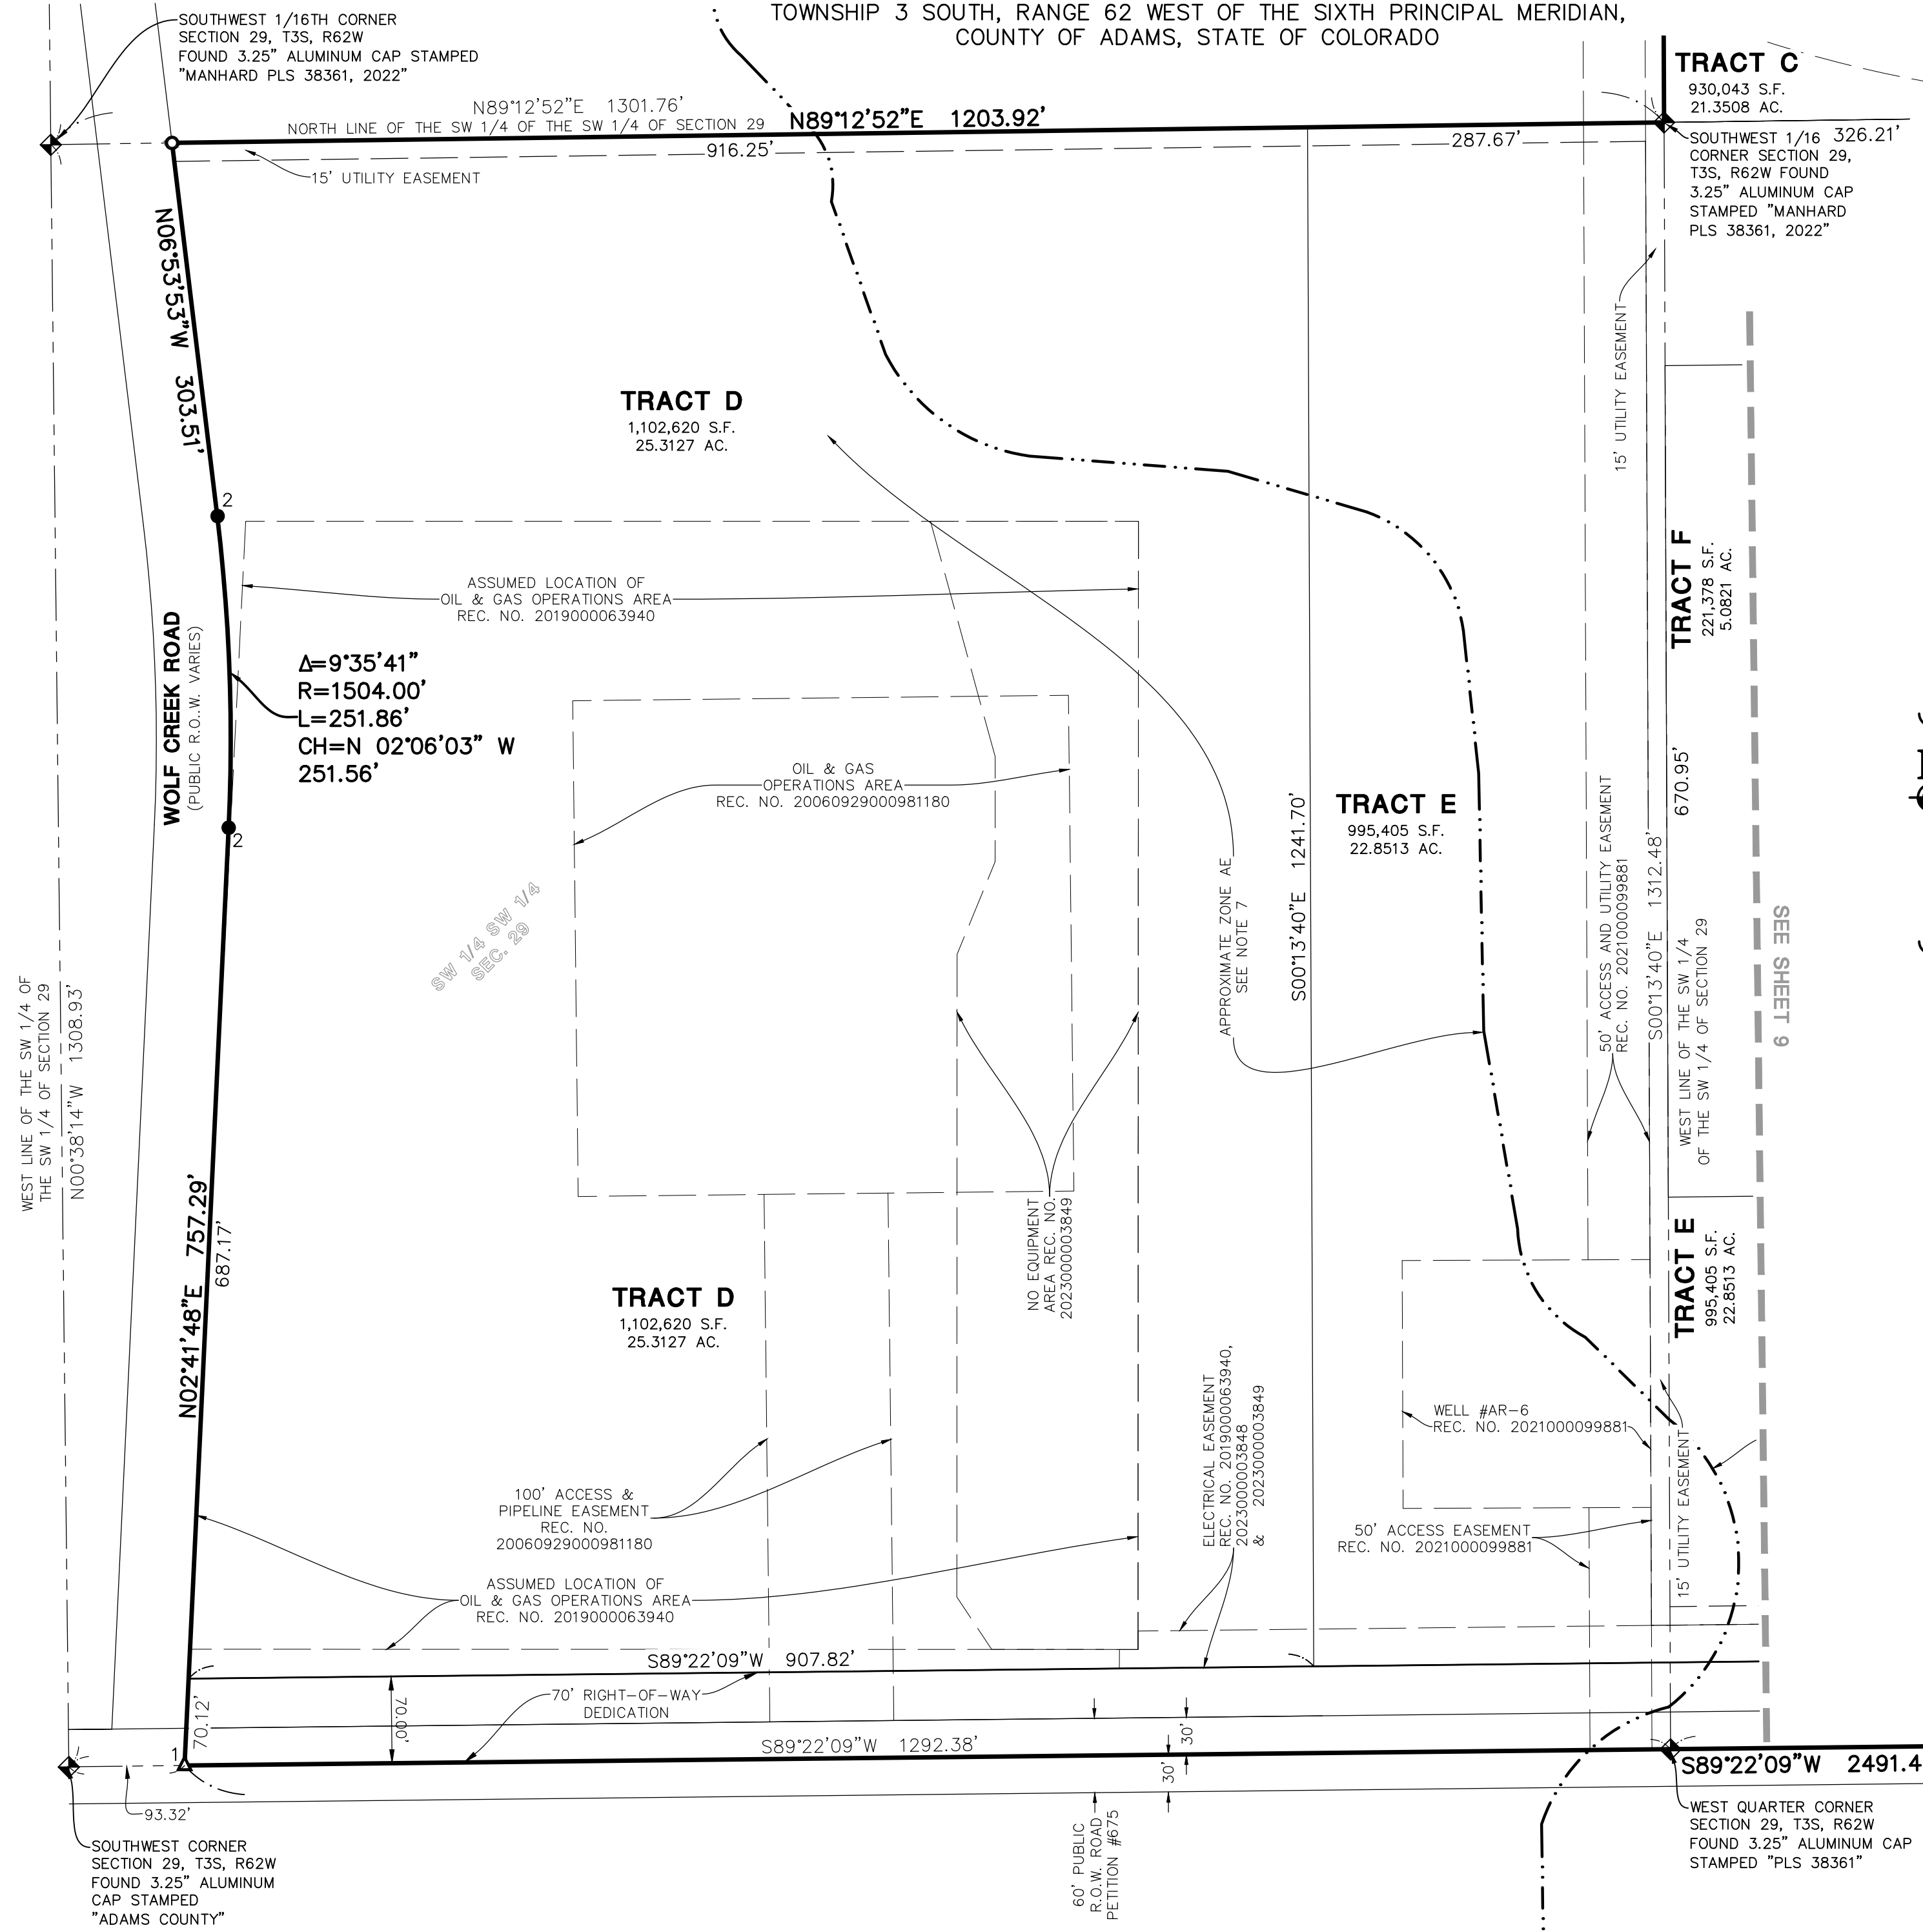 TOWNSHIP 3 SOUTH, RANGE 62 WEST OF THE SIXTH PRINCIPAL MERIDIAN,
COUNTY OF ADAMS, STATE OF COLORADO
SOUTHWEST 1/16TH CORNER
SECTION 29, T3S, R62W
FOUND 3.25" ALUMINUM CAP STAMPED
"MANHARD PLS 38361, 2022"
N89°12'52"E 1301.76'
NORTH LINE OF THE SW 1/4 OF THE SW 1/4 OF SECTION 29
N89°12'52"E 1203.92'
916.25'
287.67'
15' UTILITY EASEMENT
TRACT C
930,043 S.F.
21.3508 AC.
326.21'
SOUTHWEST 1/16
CORNER SECTION 29,
T3S, R62W FOUND
3.25" ALUMINUM CAP
STAMPED "MANHARD
PLS 38361, 2022"
N06°53'53"W 303.51'
15' UTILITY EASEMENT
TRACT D
1,102,620 S.F.
25.3127 AC.
2
ASSUMED LOCATION OF
OIL & GAS OPERATIONS AREA
REC. NO. 2019000063940
TRACT F
221,378 S.F.
5.0821 AC.
WOLF CREEK ROAD
(PUBLIC R.O..W. VARIES)
Δ=9°35'41"
R=1504.00'
L=251.86'
CH=N 02°06'03" W
251.56'
OIL & GAS
OPERATIONS AREA
REC. NO. 20060929000981180
670.95'
TRACT E
995,405 S.F.
22.8513 AC.
2
S00°13'40"E 1241.70'
APPROXIMATE ZONE AE
SEE NOTE 7
50' ACCESS AND UTILITY EASEMENT
REC. NO. 2021000099881
S00°13'40"E 1312.48'
WEST LINE OF THE SW 1/4
OF THE SW 1/4 OF SECTION 29
SEE SHEET 9
SW 1/4 SW 1/4
SEC. 29
WEST LINE OF THE SW 1/4 OF
THE SW 1/4 OF SECTION 29
N00°38'14"W 1308.93'
N02°41'48"E 757.29'
687.17'
NO EQUIPMENT
AREA REC. NO.
2023000003849
TRACT D
1,102,620 S.F.
25.3127 AC.
TRACT E
995,405 S.F.
22.8513 AC.
ELECTRICAL EASEMENT
REC. NO. 2019000063940,
2023000003848
& 2023000003849
WELL #AR-6
REC. NO. 2021000099881
15' UTILITY EASEMENT
100' ACCESS &
PIPELINE EASEMENT
REC. NO.
20060929000981180
50' ACCESS EASEMENT
REC. NO. 2021000099881
ASSUMED LOCATION OF
OIL & GAS OPERATIONS AREA
REC. NO. 2019000063940
S89°22'09"W 907.82'
70' RIGHT-OF-WAY
DEDICATION
70.12'
70.00'
1
S89°22'09"W 1292.38'
30'
30'
S89°22'09"W 2491.4
93.32'
60' PUBLIC
R.O.W. ROAD
PETITION #675
SOUTHWEST CORNER
SECTION 29, T3S, R62W
FOUND 3.25" ALUMINUM
CAP STAMPED
"ADAMS COUNTY"
WEST QUARTER CORNER
SECTION 29, T3S, R62W
FOUND 3.25" ALUMINUM CAP
STAMPED "PLS 38361"